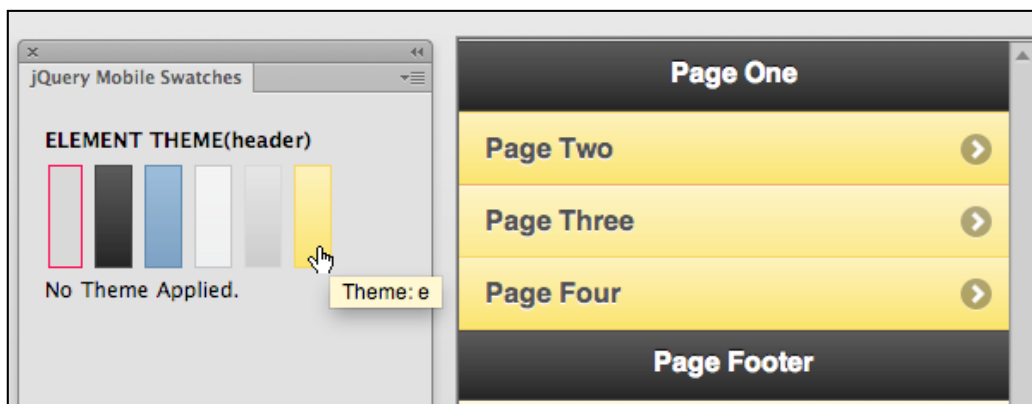 jQuery Mobile Swatches
ELEMENT THEME(header)
No Theme Applied.
Theme: e
Page One
Page Two
Page Three
Page Four
Page Footer